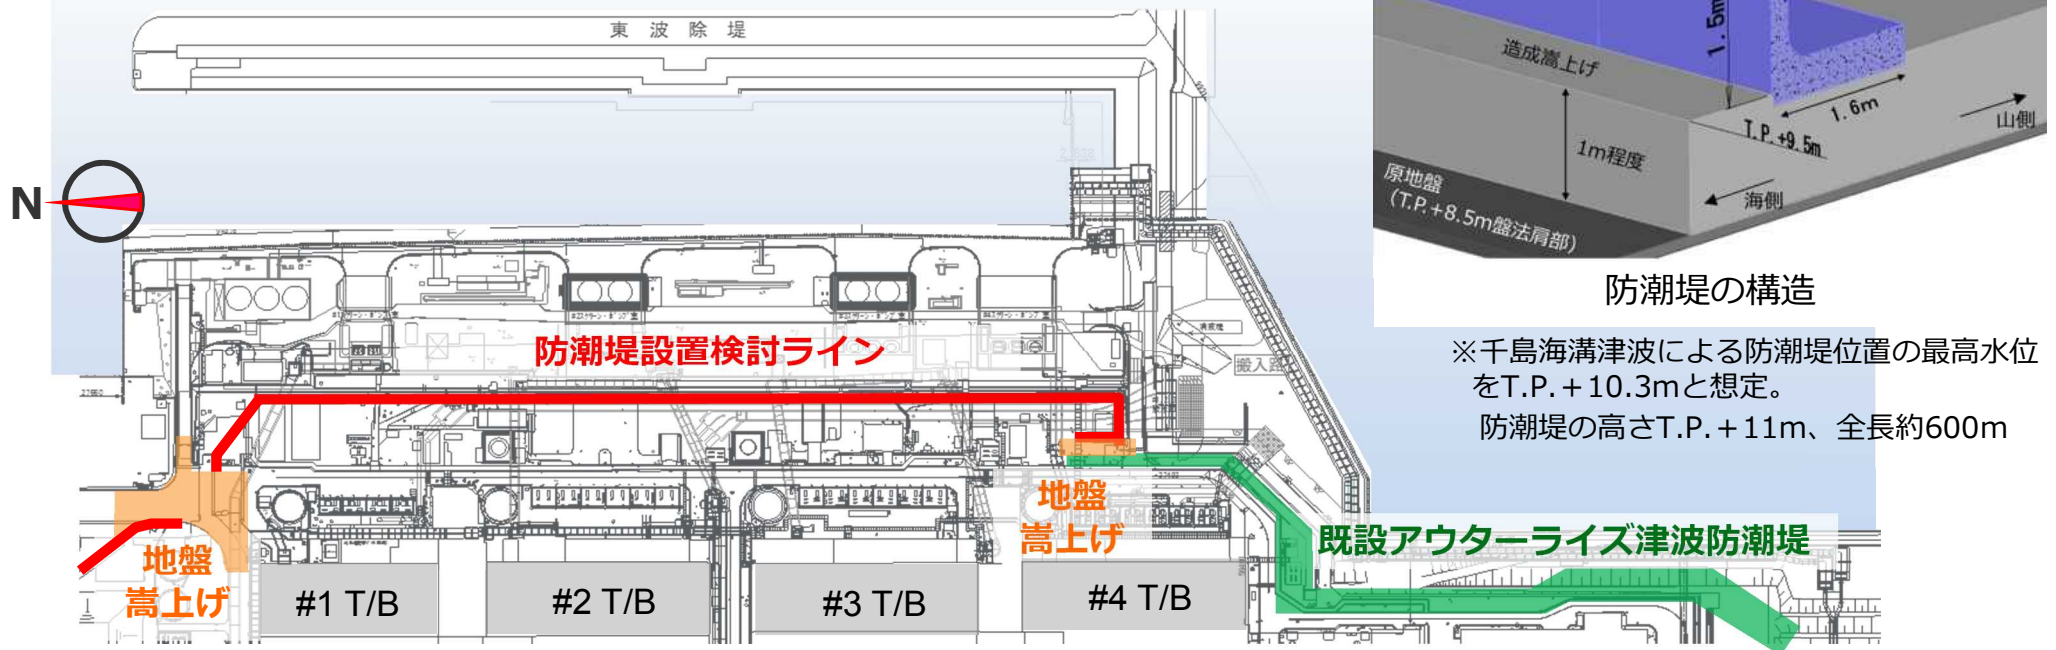 東波除堤
N
防潮堤設置検討ライン
搬入路
地盤
嵩上げ
地盤
嵩上げ
既設アウターライズ津波防潮堤
#1 T/B
#2 T/B
#3 T/B
#4 T/B
1.5m
造成嵩上げ
1.6m
T.P.+9.5m
山側
1m程度
海側
原地盤
(T.P.+8.5m盤法肩部)
防潮堤の構造
※千島海溝津波による防潮堤位置の最高水位
をT.P.+10.3mと想定。
防潮堤の高さT.P.+11m、全長約600m